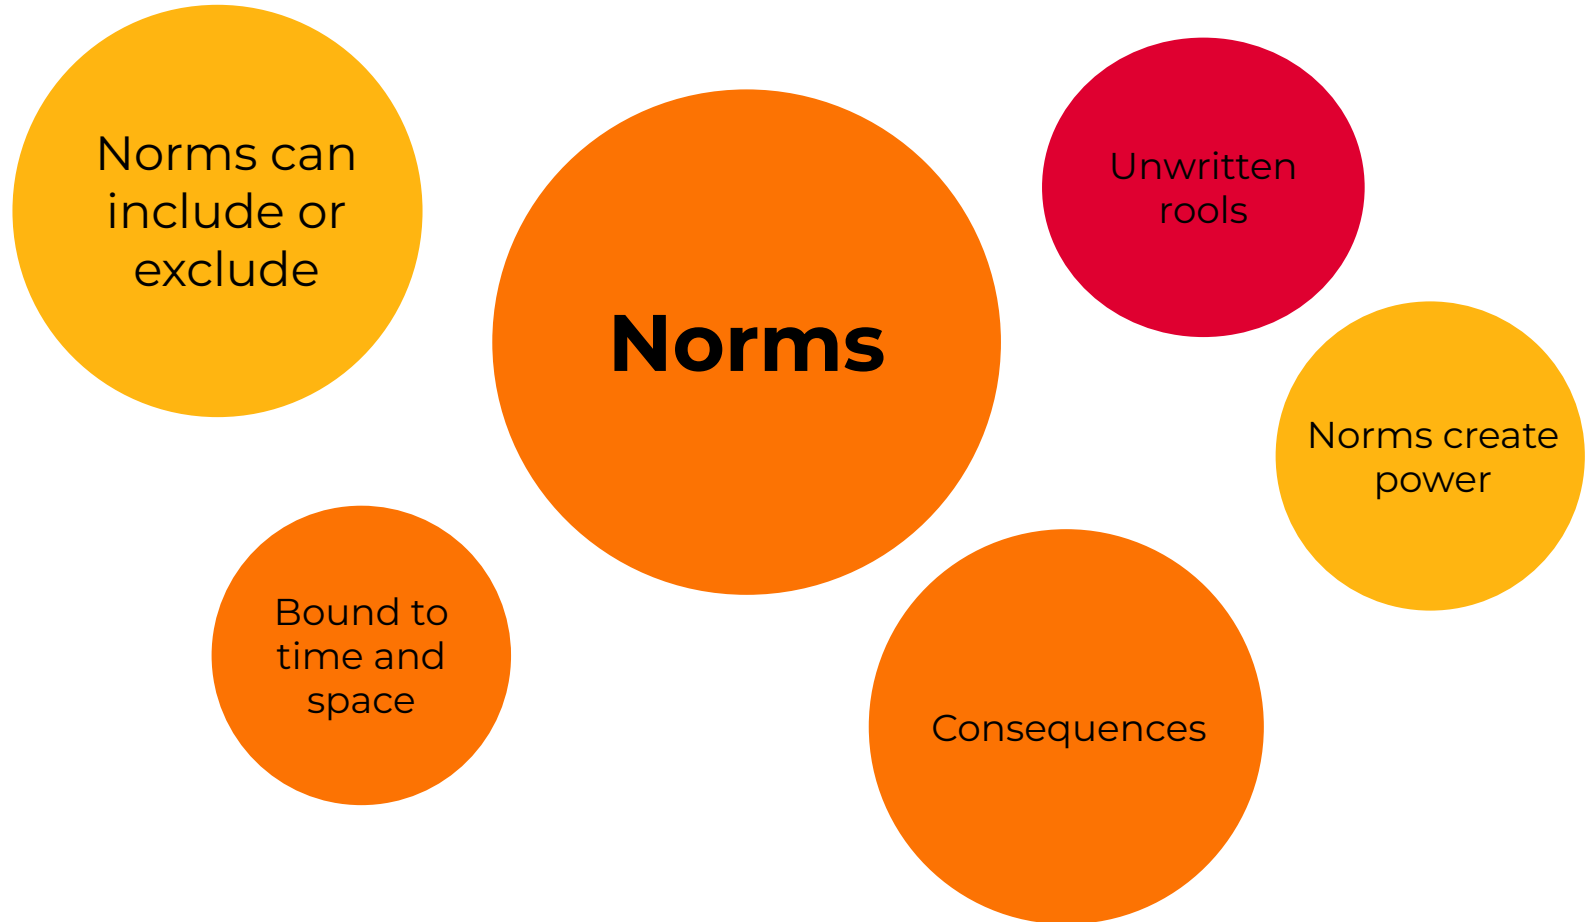 Norms can
include or
exclude
Norms
Unwritten
rools
Norms create
power
Bound to
time and
space
Consequences